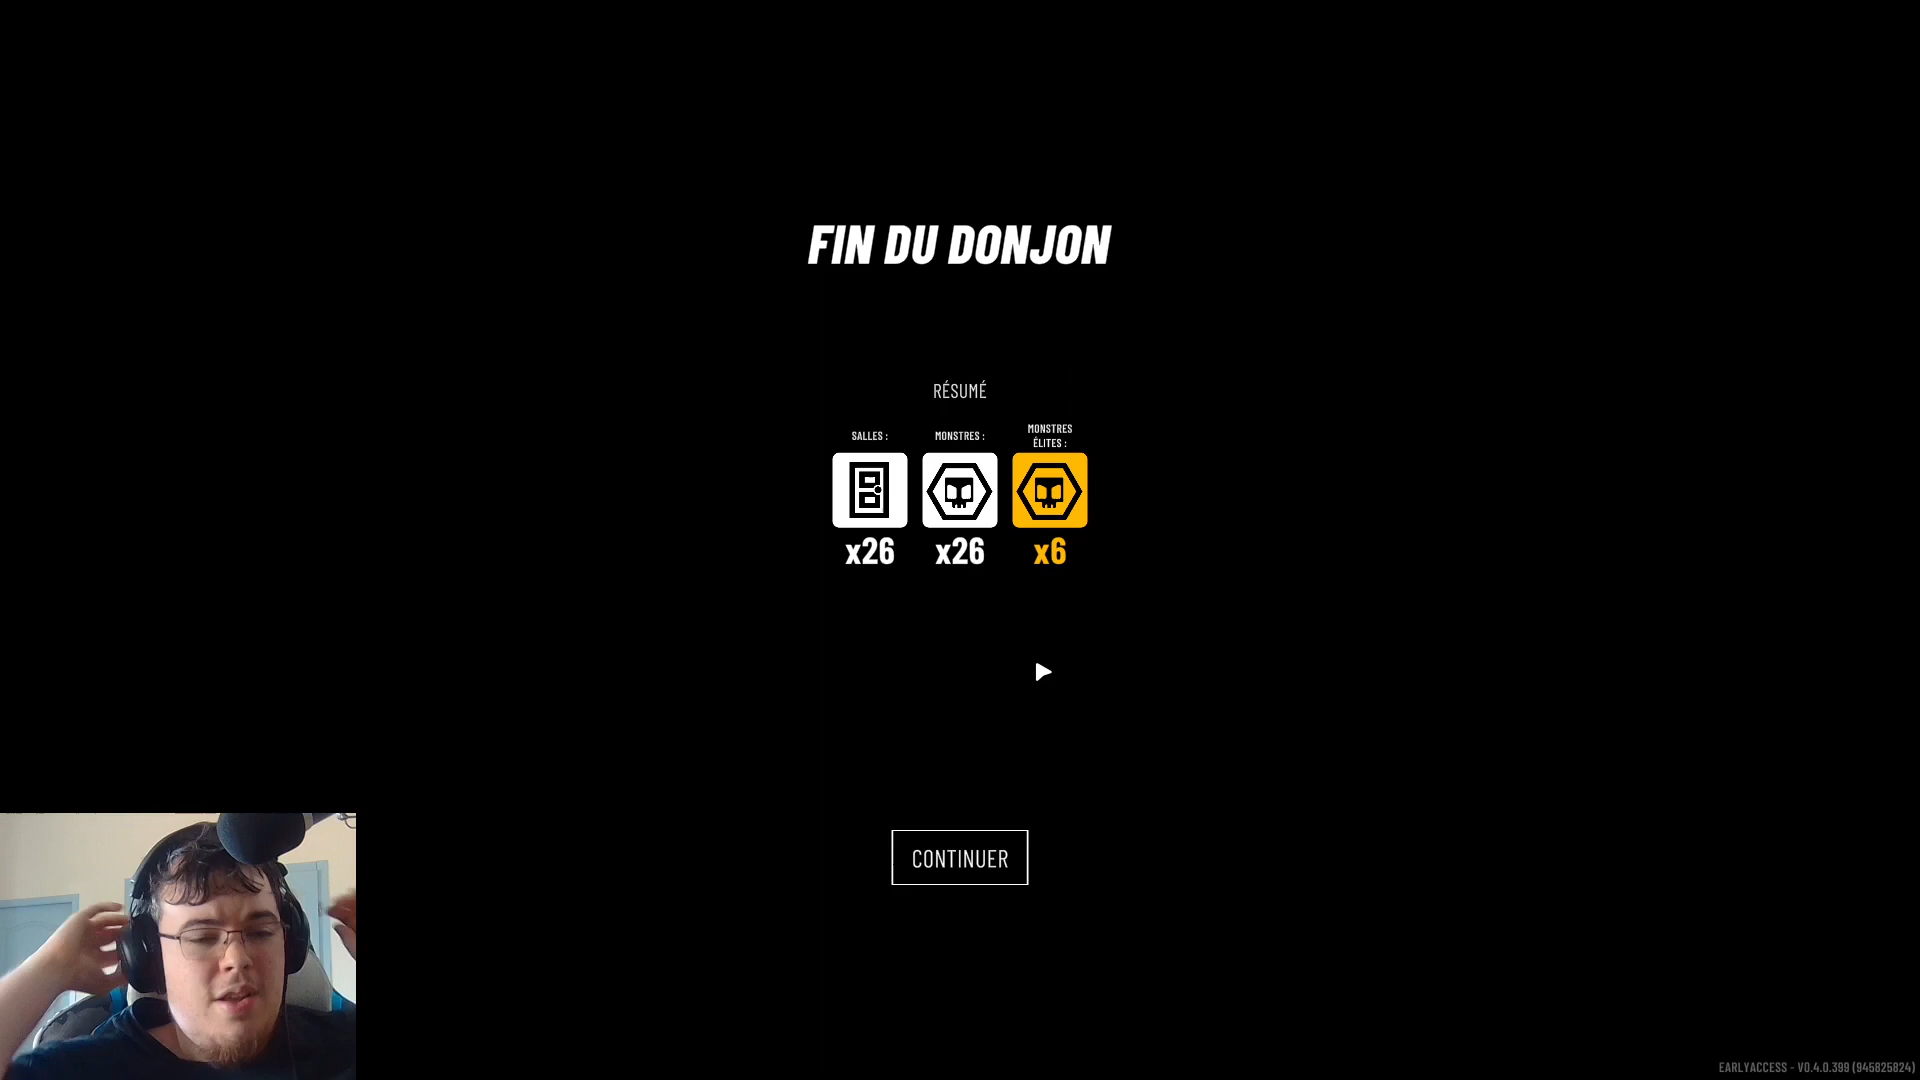 FIN DU DONJON
RÉSUMÉ
SALLES :
MONSTRES :
MONSTRES
ÉLITES :
x26
x26
x6
CONTINUER
EARLYACCESS - V0.4.0.399 (945825824)